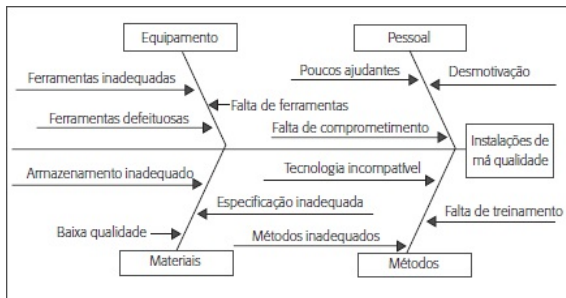 Equipamento
Pessoal
Ferramentas inadequadas
Poucos ajudantes
Desmotivação
Falta de ferramentas
Ferramentas defeituosas
Falta de comprometimento
Instalações de
má qualidade
Armazenamento inadequado
Tecnologia incompatível
Especificação inadequada
Falta de treinamento
Baixa qualidade
Métodos inadequados
Materiais
Métodos